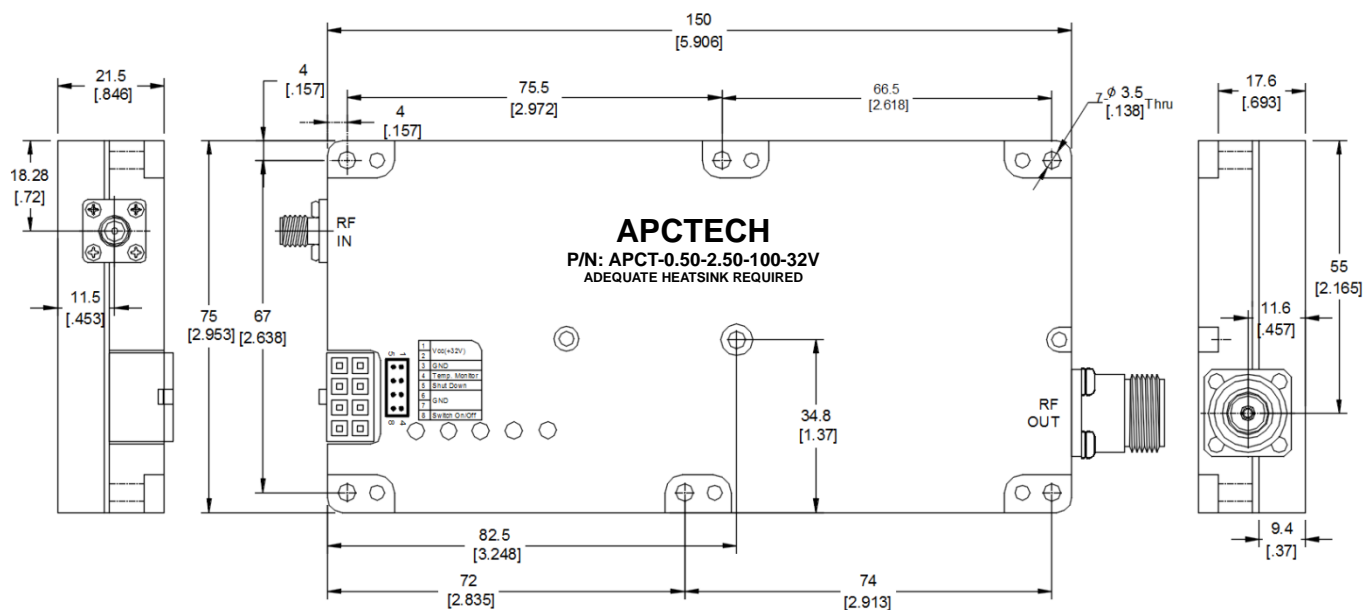 150
[5.906]
21.5
[.846]
4
[.157]
75.5
[2.972]
66.5
[2.618]
7-ø 3.5
[.138] Thru
17.6
[.693]
4
[.157]
18.28
[.72]
RF
IN
APCTECH
P/N: APCT-0.50-2.50-100-32V
ADEQUATE HEATSINK REQUIRED
55
[2.165]
11.5
[.453]
75
[2.953]
67
[2.638]
11.6
[.457]
5 1
8 4
1
2
Vcc(+32V)
3 GND
4 Temp. Monitor
5 Shut Down
6
7
GND
8 Switch On/Off
34.8
[1.37]
RF
OUT
82.5
[3.248]
9.4
[.37]
72
[2.835]
74
[2.913]